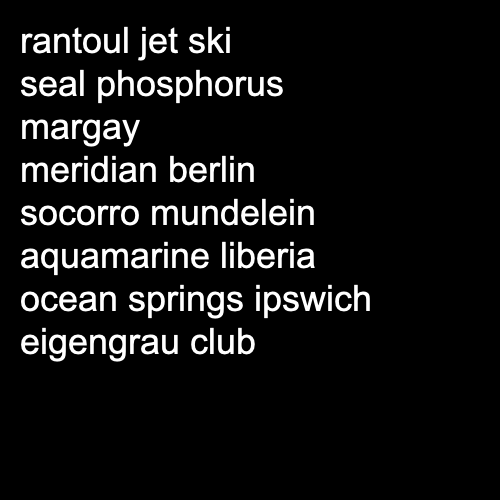 rantoul jet ski
seal phosphorus
margay
meridian berlin
socorro mundelein
aquamarine liberia
ocean springs ipswich
eigengrau club